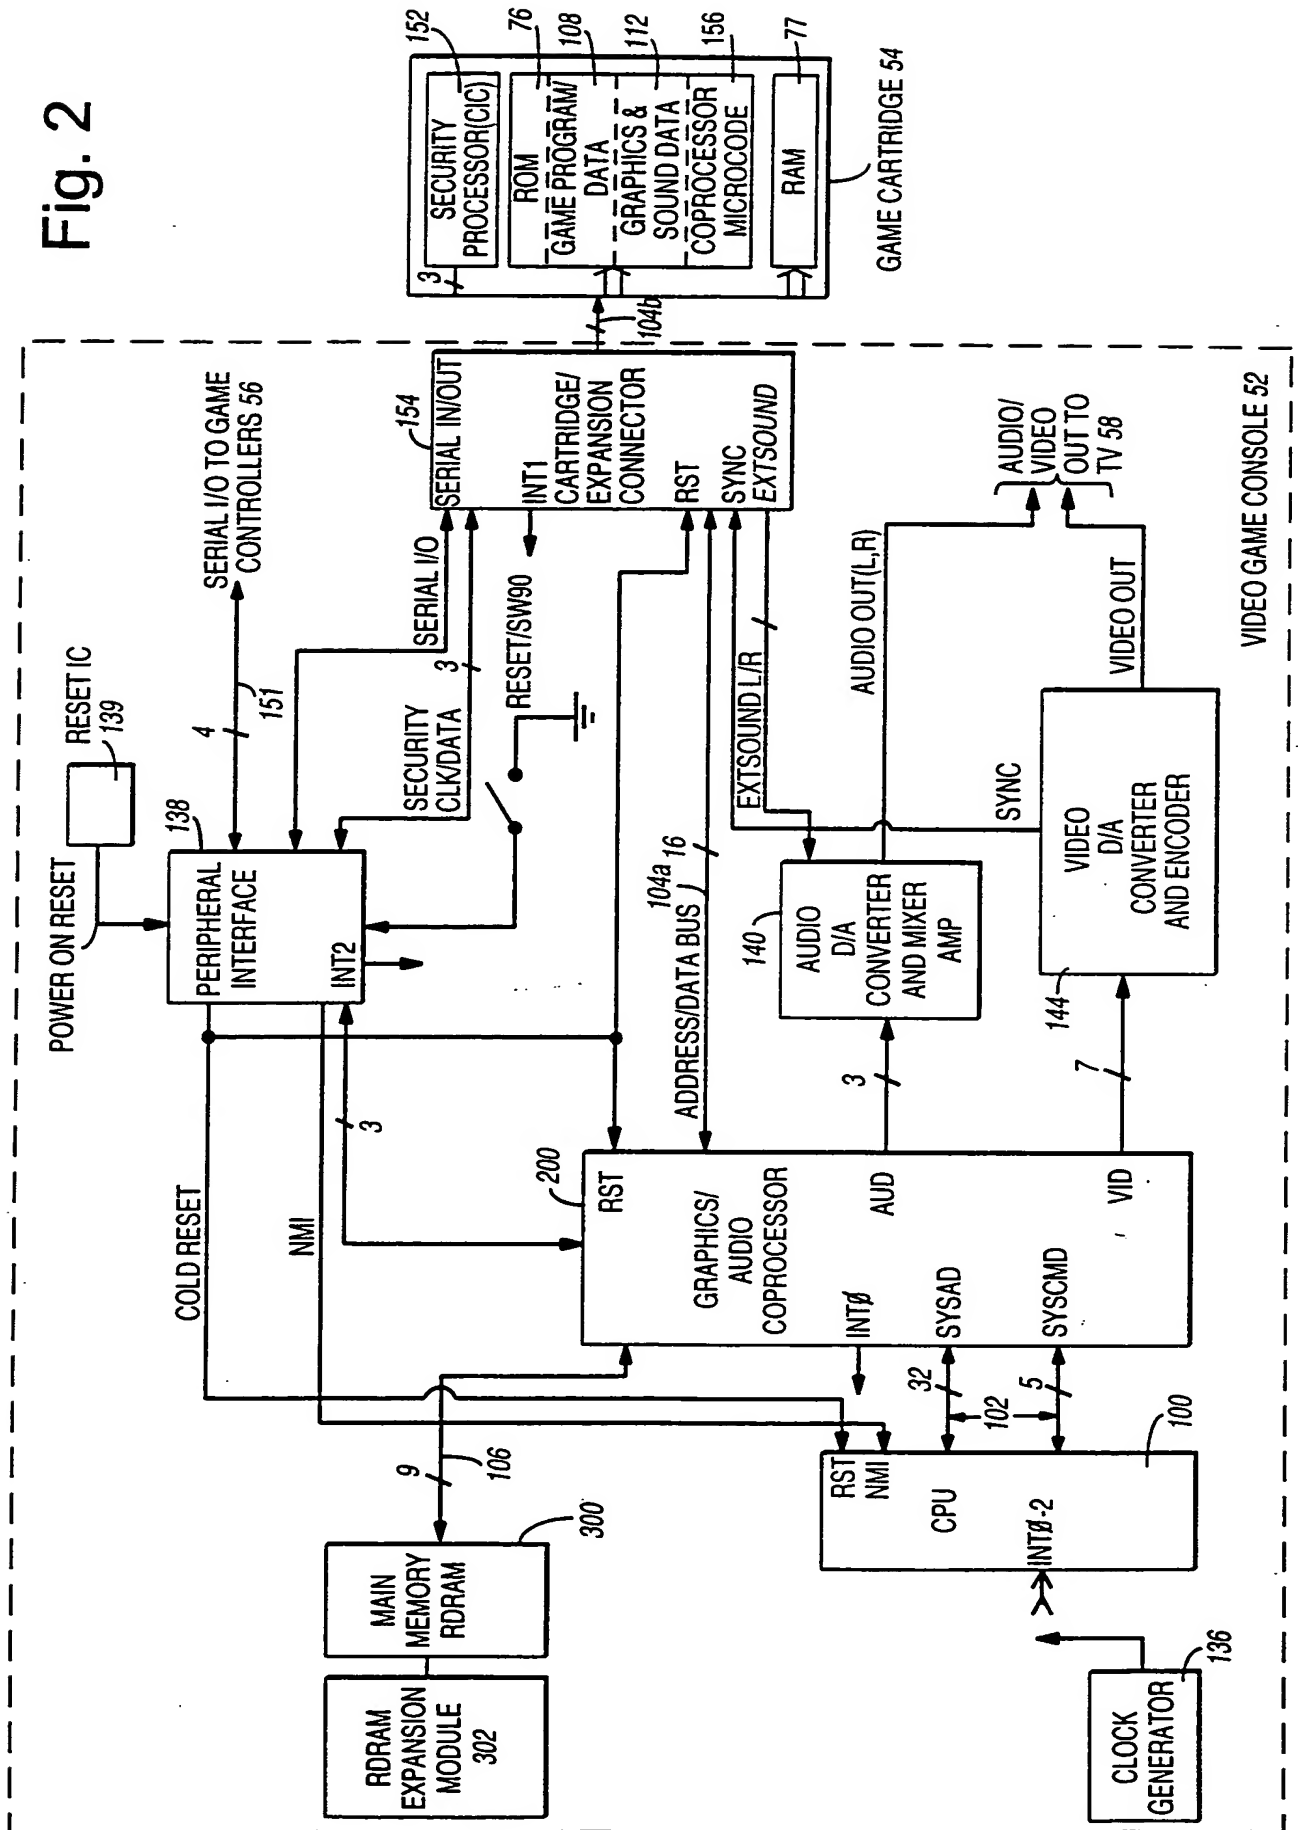 Fig. 2
152
SECURITY
PROCESSOR(CIC)
3
76
ROM
108
GAME PROGRAM/
DATA
112
GRAPHICS &
SOUND DATA
156
COPROCESSOR
MICROCODE
77
RAM
GAME CARTRIDGE 54
104b
154
SERIAL IN/OUT
INT1
CARTRIDGE/
EXPANSION
CONNECTOR
RST
SYNC
EXTSOUND
SERIAL I/O TO GAME
CONTROLLERS 56
4
151
RESET IC
139
POWER ON RESET
138
PERIPHERAL
INTERFACE
INT2
SERIAL I/O
3
SECURITY
CLK/DATA
RESET/SW90
AUDIO/
VIDEO
OUT TO
TV 58
AUDIO OUT(L,R)
VIDEO OUT
VIDEO GAME CONSOLE 52
EXTSOUND L/R
SYNC
ADDRESS/DATA BUS
104a
16
140
AUDIO
D/A
CONVERTER
AND MIXER
AMP
144
VIDEO
D/A
CONVERTER
AND ENCODER
3
7
3
COLD RESET
NMI
200
RST
GRAPHICS/
AUDIO
COPROCESSOR
AUD
VID
INTØ
SYSAD
SYSCMD
32
102
5
9
106
300
MAIN
MEMORY
RDRAM
RDRAM
EXPANSION
MODULE
302
100
RST
NMI
CPU
INTØ-2
136
CLOCK
GENERATOR